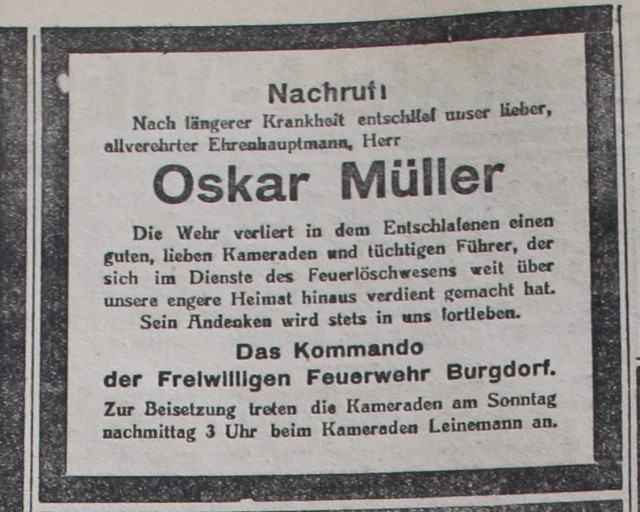 Nachruf!
Nach längerer Krankheit entschlief unser lieber,
allverehrter Ehrenhauptmann, Herr
Oskar Müller
Die Wehr verliert in dem Entschlafenen einen
guten, lieben Kameraden und tüchtigen Führer, der
sich im Dienste des Feuerlöschwesens weit über
unsere engere Heimat hinaus verdient gemacht hat.
Sein Andenken wird stets in uns fortleben.
Das Kommando
der Freiwilligen Feuerwehr Burgdorf.
Zur Beisetzung treten die Kameraden am Sonntag
nachmittag 3 Uhr beim Kameraden Leinemann an.